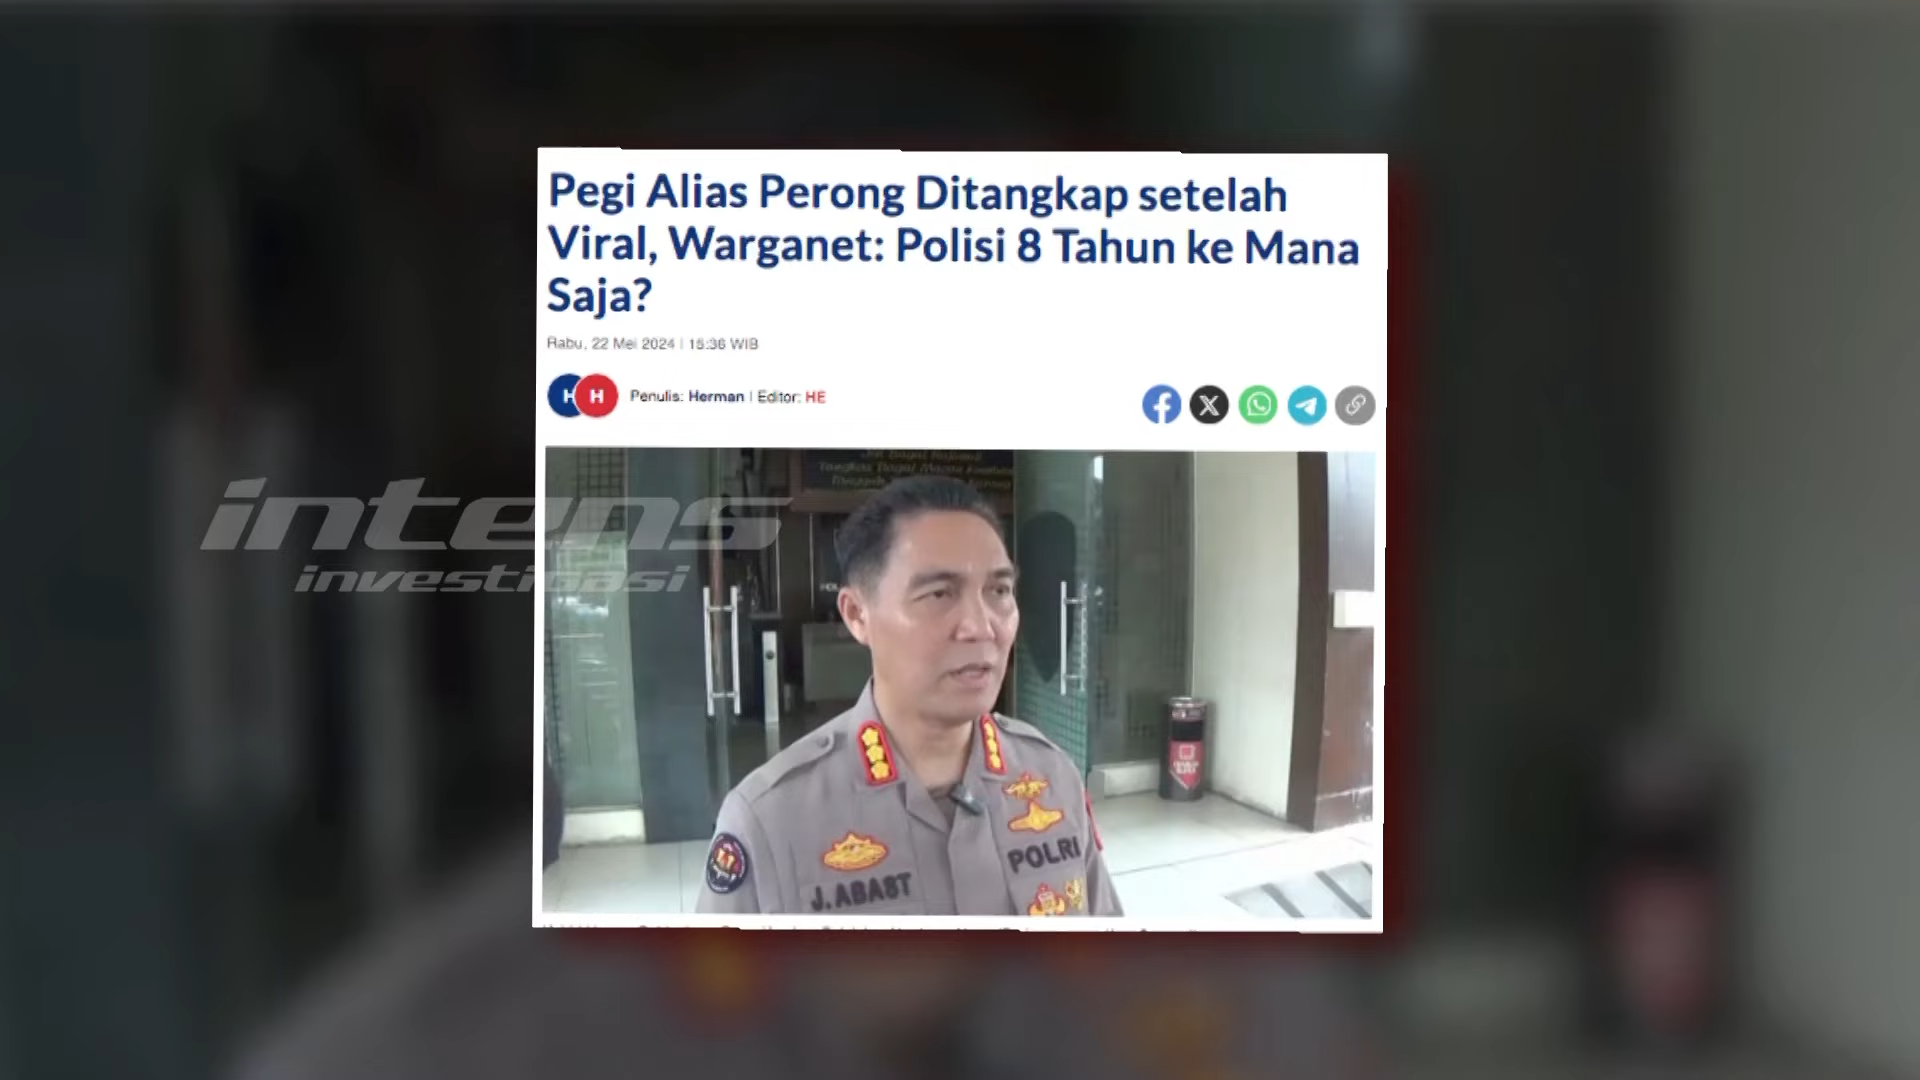 Pegi Alias Perong Ditangkap setelah
Viral, Warganet: Polisi 8 Tahun ke Mana
Saja?
Rabu, 22 Mei 2024 | 15:36 WIB
H H Penulis: Herman | Editor: HE
intens
investigasi
POLRI
J. ABAST